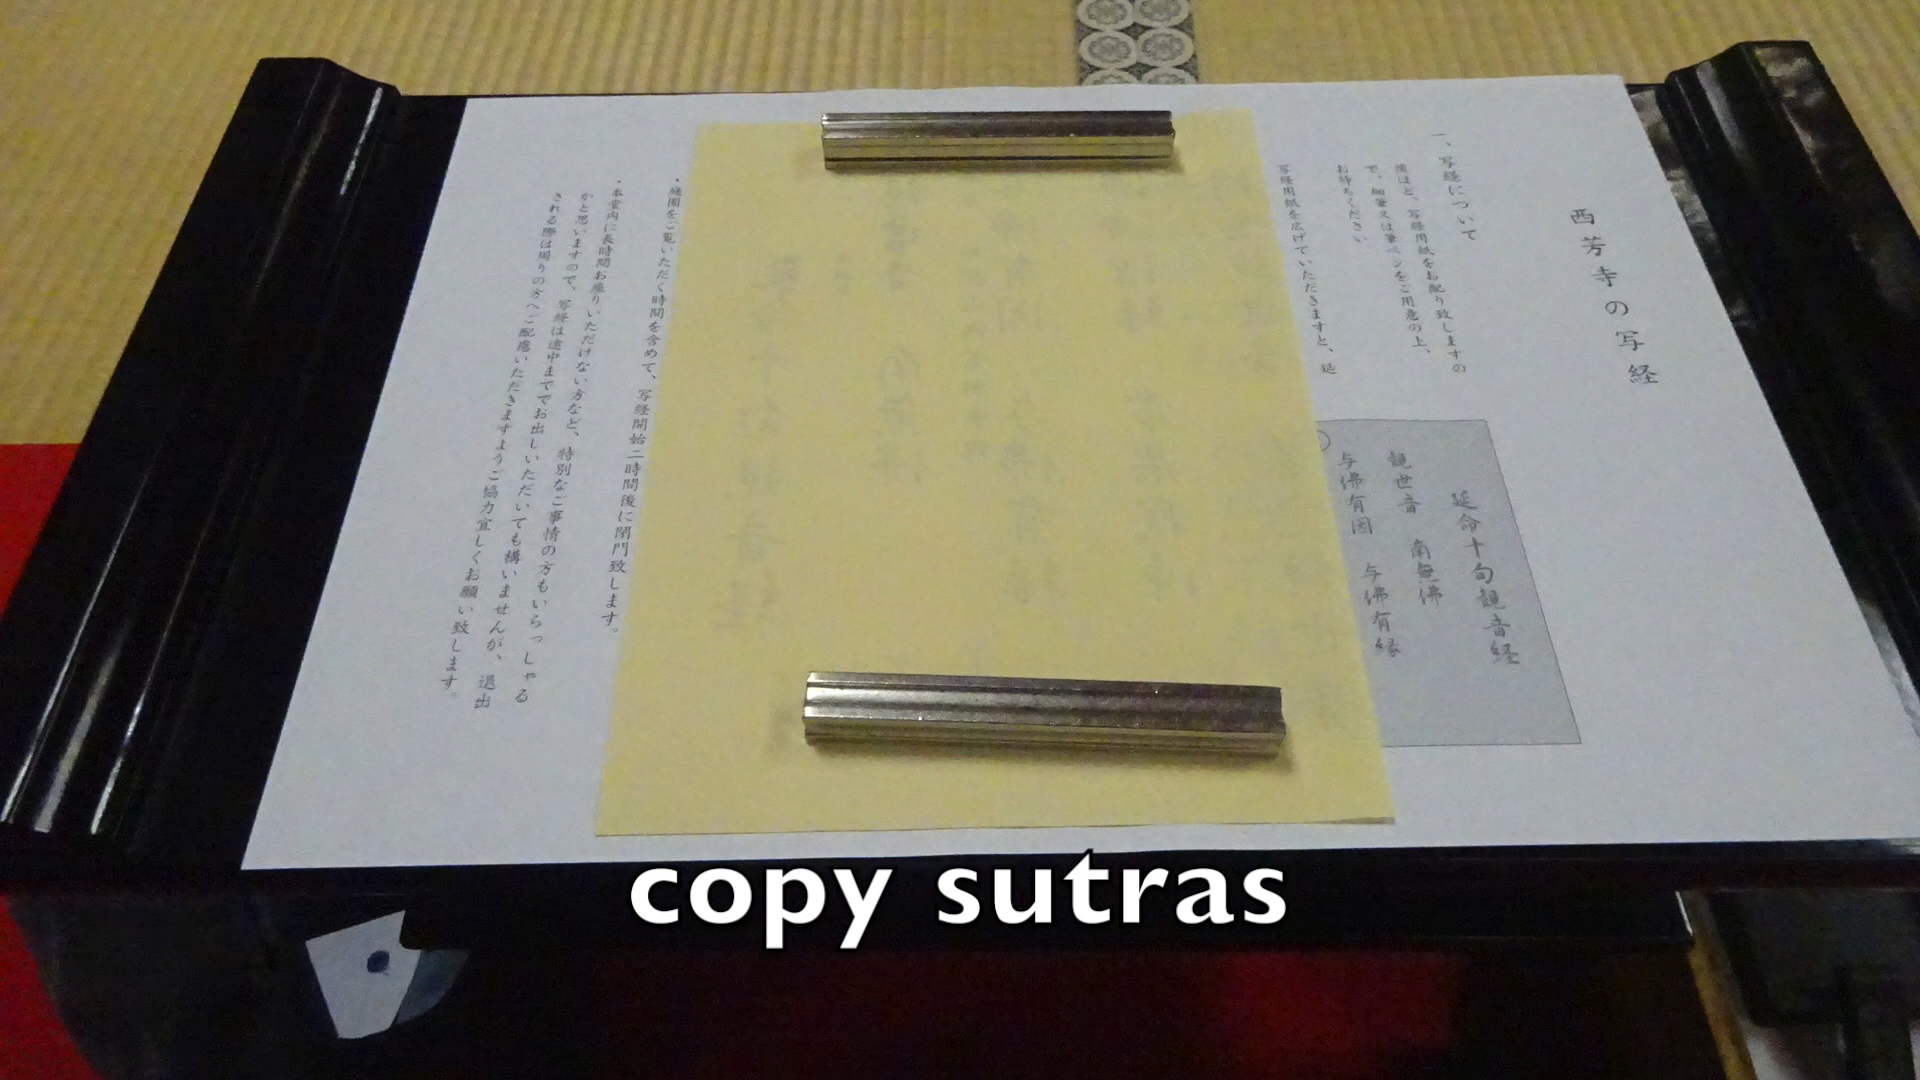 西芳寺の写経
一、写経について
後ほど、写経用紙をお配り致しますの
で、細筆又は筆ペンをご用意の上、
お待ちください
写経用紙を広げていただきますと、延
延命十句観音経
観世音 南無佛
与佛有因 与佛有縁
・庭園をご覧いただく時間を含めて、写経開始二時間後に閉門致します。
・本堂内に長時間お座りいただけない方など、特別なご事情の方もいらっしゃる
かと思いますので、写経は途中まででお出しいただいても構いませんが、退出
される際は周りの方へご配慮いただきますようご協力宜しくお願い致します。
copy sutras